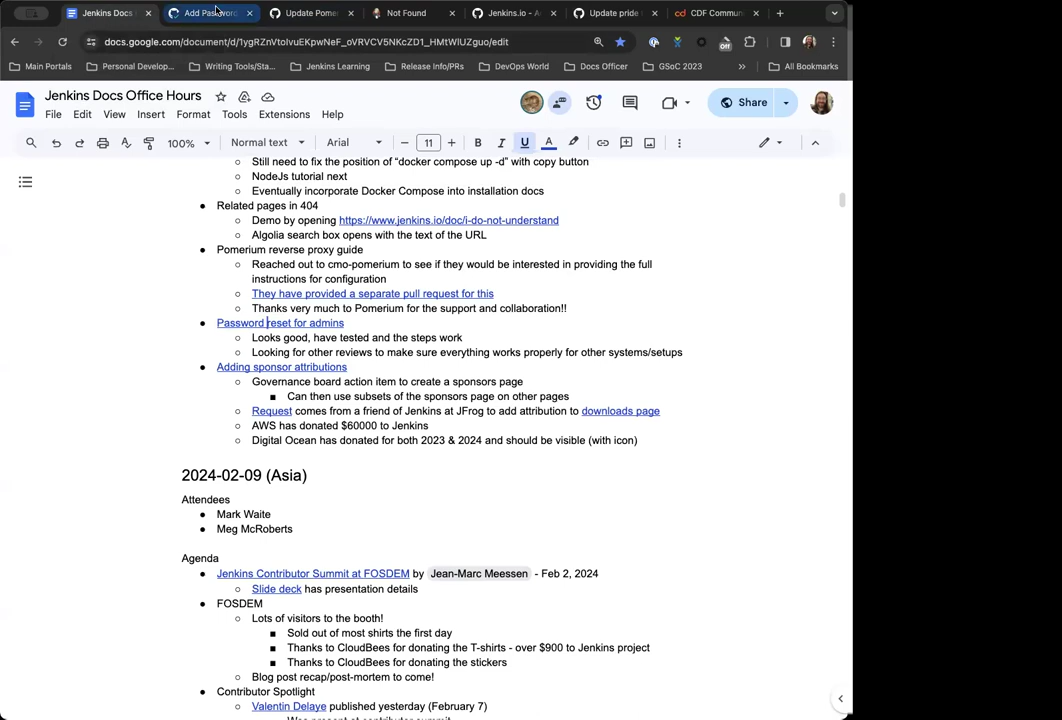 Jenkins Docs
Add Password
Update Pome
Not Found
Jenkins.io - A
Update pride
CDF Commun
docs.google.com/document/d/1ygRZnVtoIvuEKpwNeF_oVRVCV5NKcZD1_HMtWlUZguo/edit
Off
Main Portals
Personal Develop...
Writing Tools/Sta...
Jenkins Learning
Release Info/PRs
DevOps World
Docs Officer
GSoC 2023
»
All Bookmarks
Jenkins Docs Office Hours
File Edit View Insert Format Tools Extensions Help
Share
100% Normal text Arial 11 B I U A
Still need to fix the position of “docker compose up -d” with copy button
NodeJs tutorial next
Eventually incorporate Docker Compose into installation docs
Related pages in 404
Demo by opening https://www.jenkins.io/doc/i-do-not-understand
Algolia search box opens with the text of the URL
Pomerium reverse proxy guide
Reached out to cmo-pomerium to see if they would be interested in providing the full
instructions for configuration
They have provided a separate pull request for this
Thanks very much to Pomerium for the support and collaboration!!
Password reset for admins
Looks good, have tested and the steps work
Looking for other reviews to make sure everything works properly for other systems/setups
Adding sponsor attributions
Governance board action item to create a sponsors page
Can then use subsets of the sponsors page on other pages
Request comes from a friend of Jenkins at JFrog to add attribution to downloads page
AWS has donated $60000 to Jenkins
Digital Ocean has donated for both 2023 & 2024 and should be visible (with icon)
2024-02-09 (Asia)
Attendees
Mark Waite
Meg McRoberts
Agenda
Jenkins Contributor Summit at FOSDEM by Jean-Marc Meessen - Feb 2, 2024
Slide deck has presentation details
FOSDEM
Lots of visitors to the booth!
Sold out of most shirts the first day
Thanks to CloudBees for donating the T-shirts - over $900 to Jenkins project
Thanks to CloudBees for donating the stickers
Blog post recap/post-mortem to come!
Contributor Spotlight
Valentin Delaye published yesterday (February 7)
Was present at contributor summit